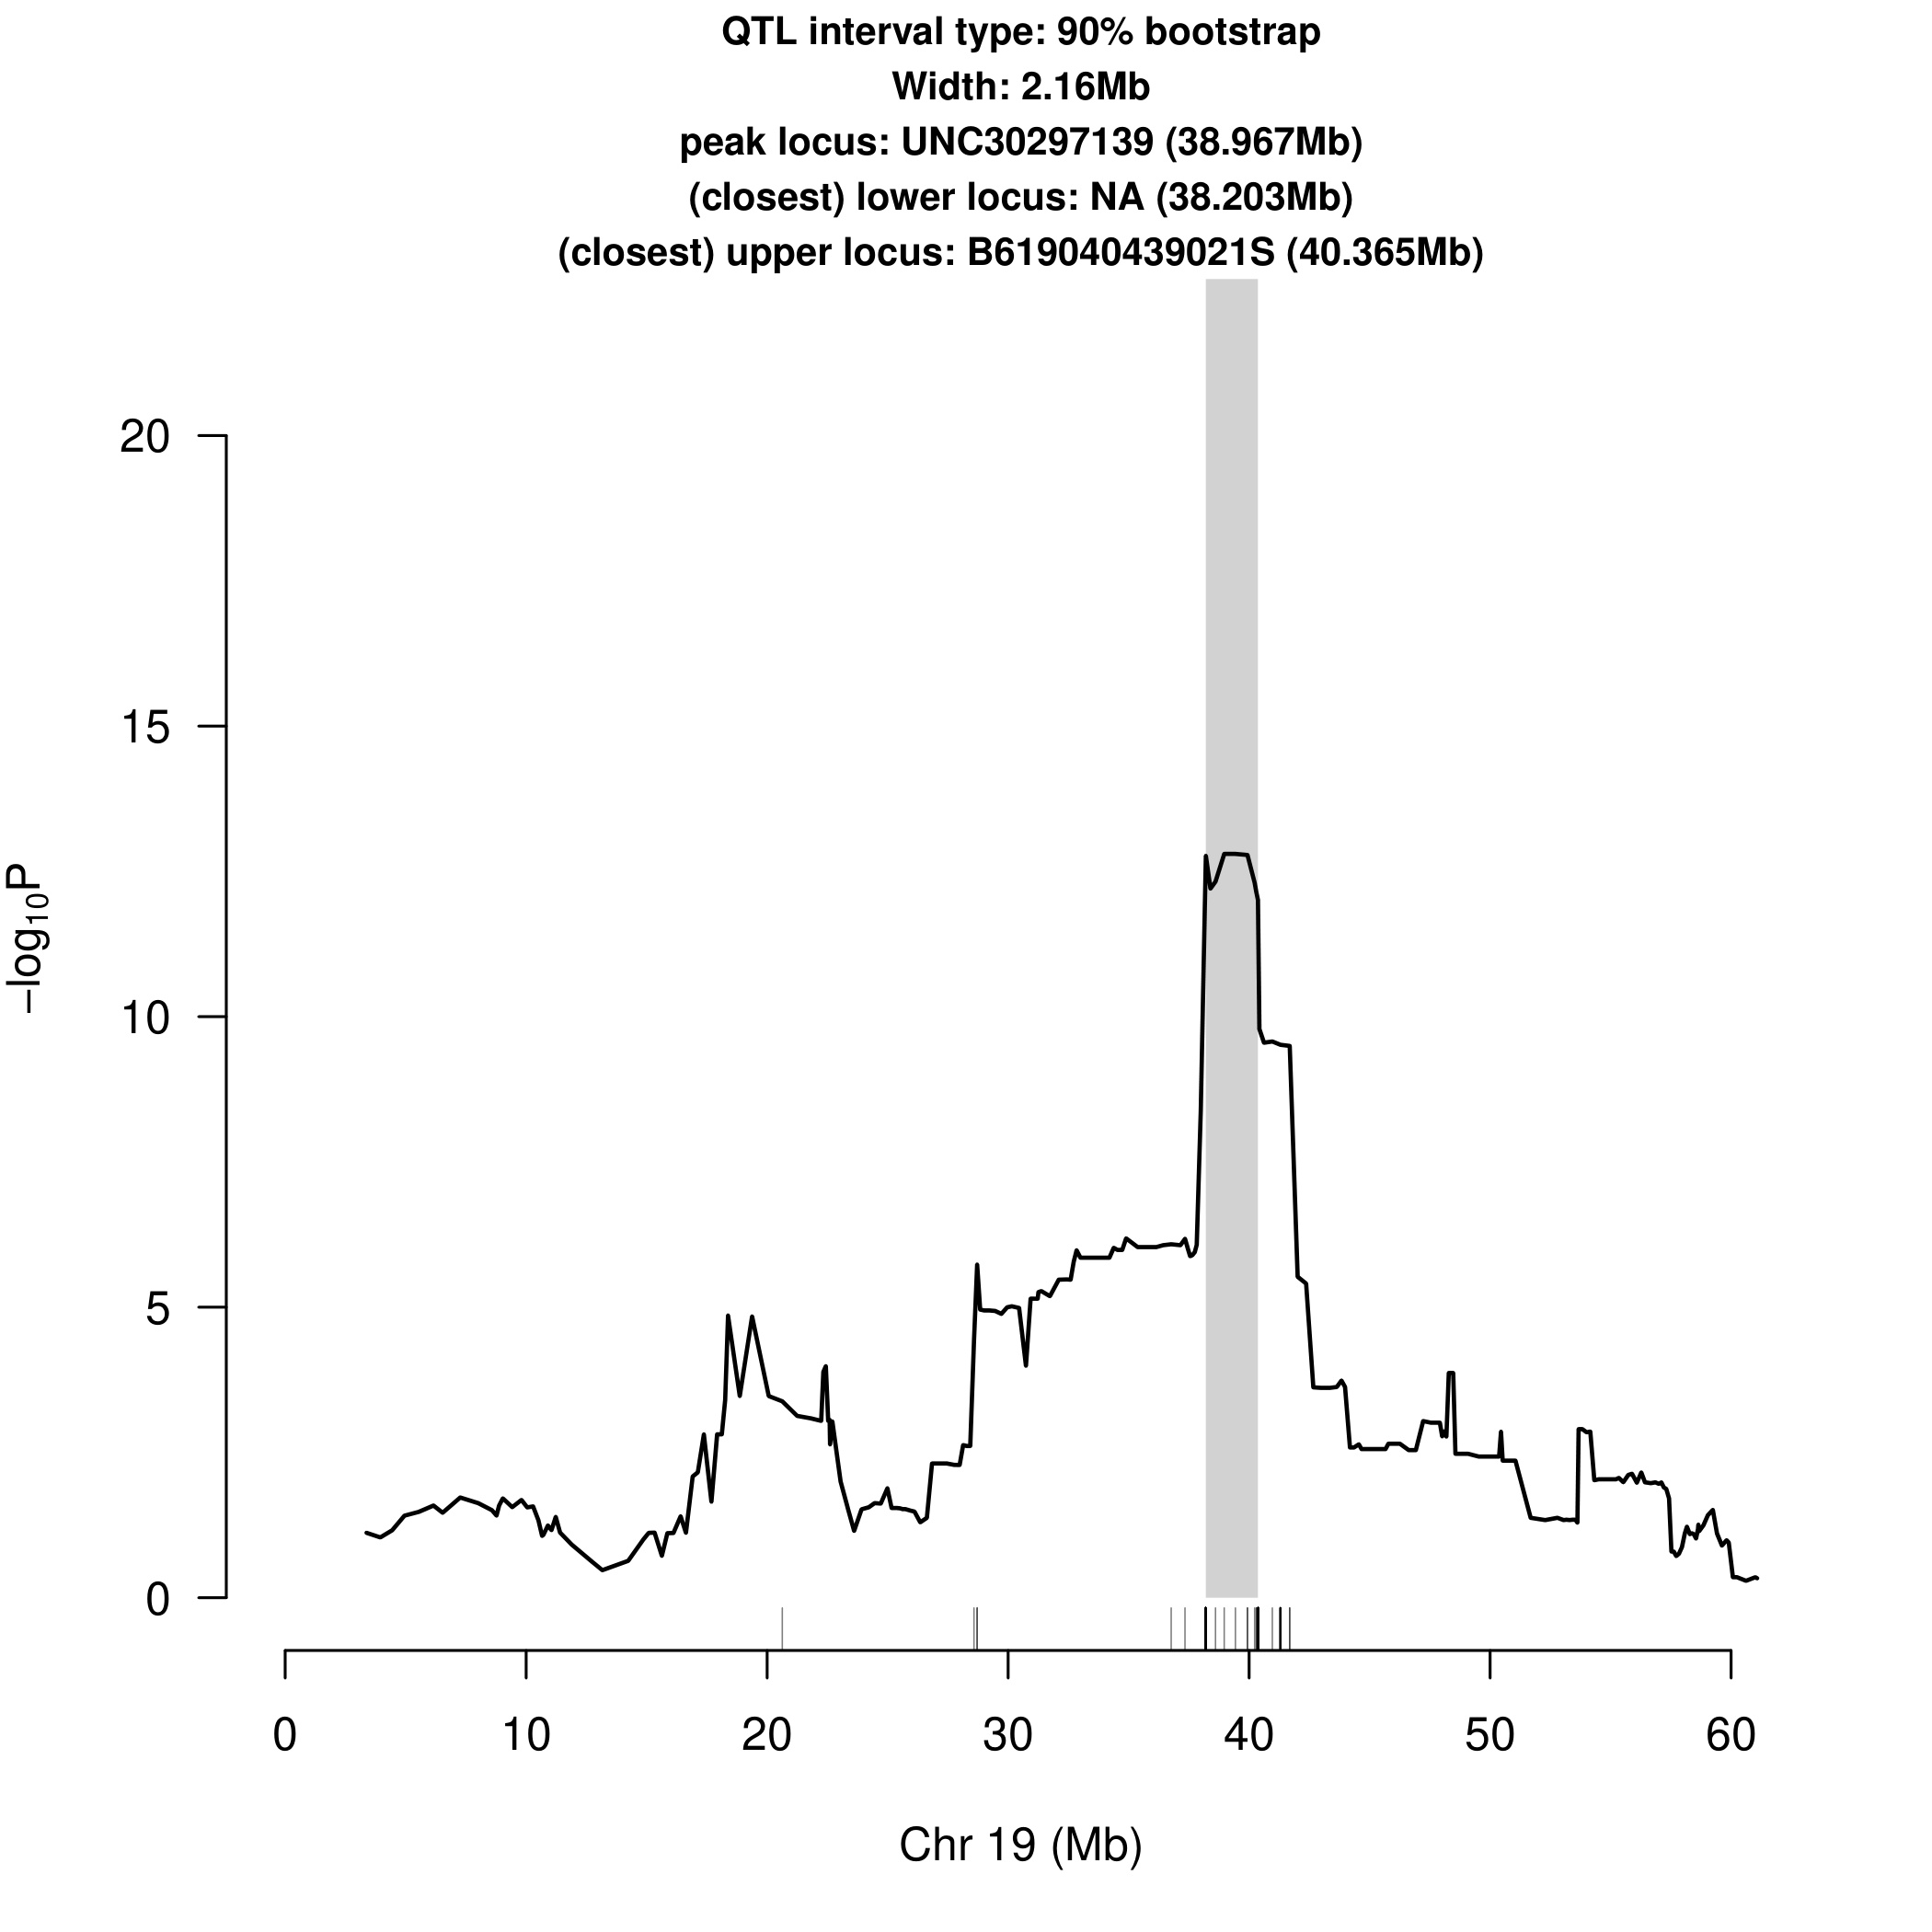 QTL interval type: 90% bootstrap
Width: 2.16Mb
peak locus: UNC30297139 (38.967Mb)
(closest) lower locus: NA (38.203Mb)
(closest) upper locus: B619040439021S (40.365Mb)
20
15
10
5
0
−log10P
0 10 20 30 40 50 60
Chr 19 (Mb)